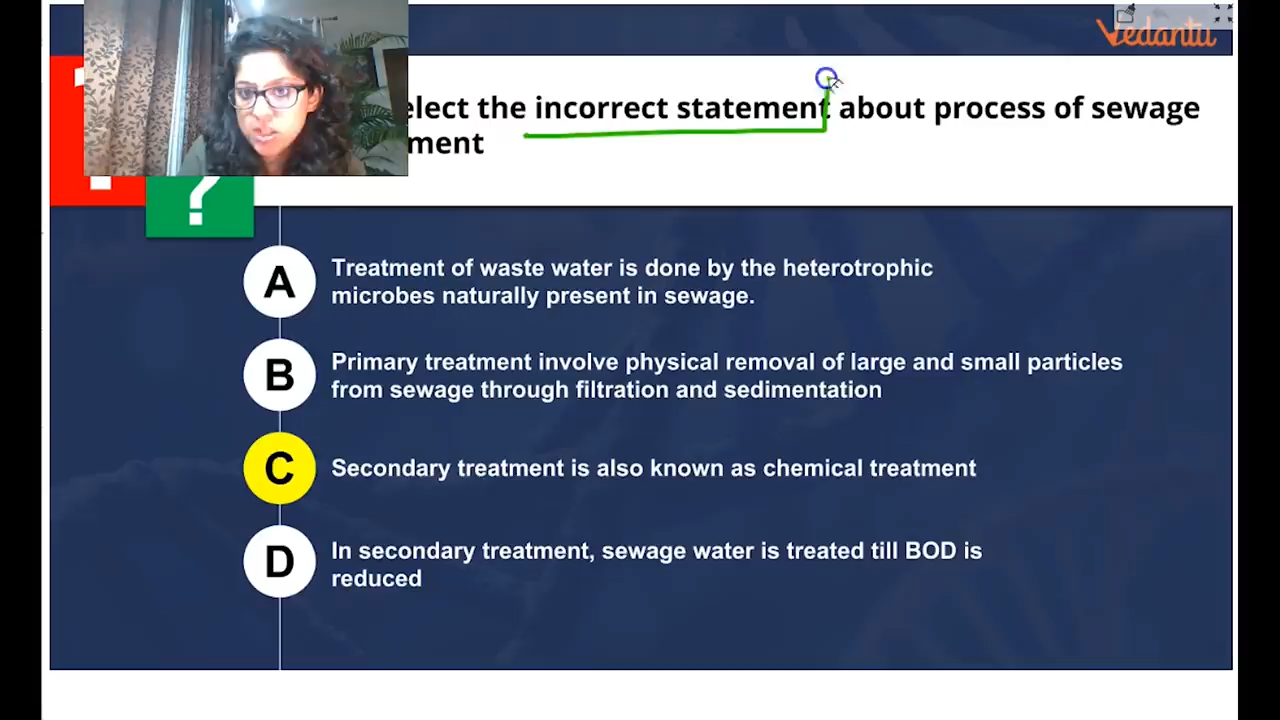 Vedantu
elect the incorrect statement about process of sewage
ment
?
A
Treatment of waste water is done by the heterotrophic
microbes naturally present in sewage.
B
Primary treatment involve physical removal of large and small particles
from sewage through filtration and sedimentation
C
Secondary treatment is also known as chemical treatment
D
In secondary treatment, sewage water is treated till BOD is
reduced